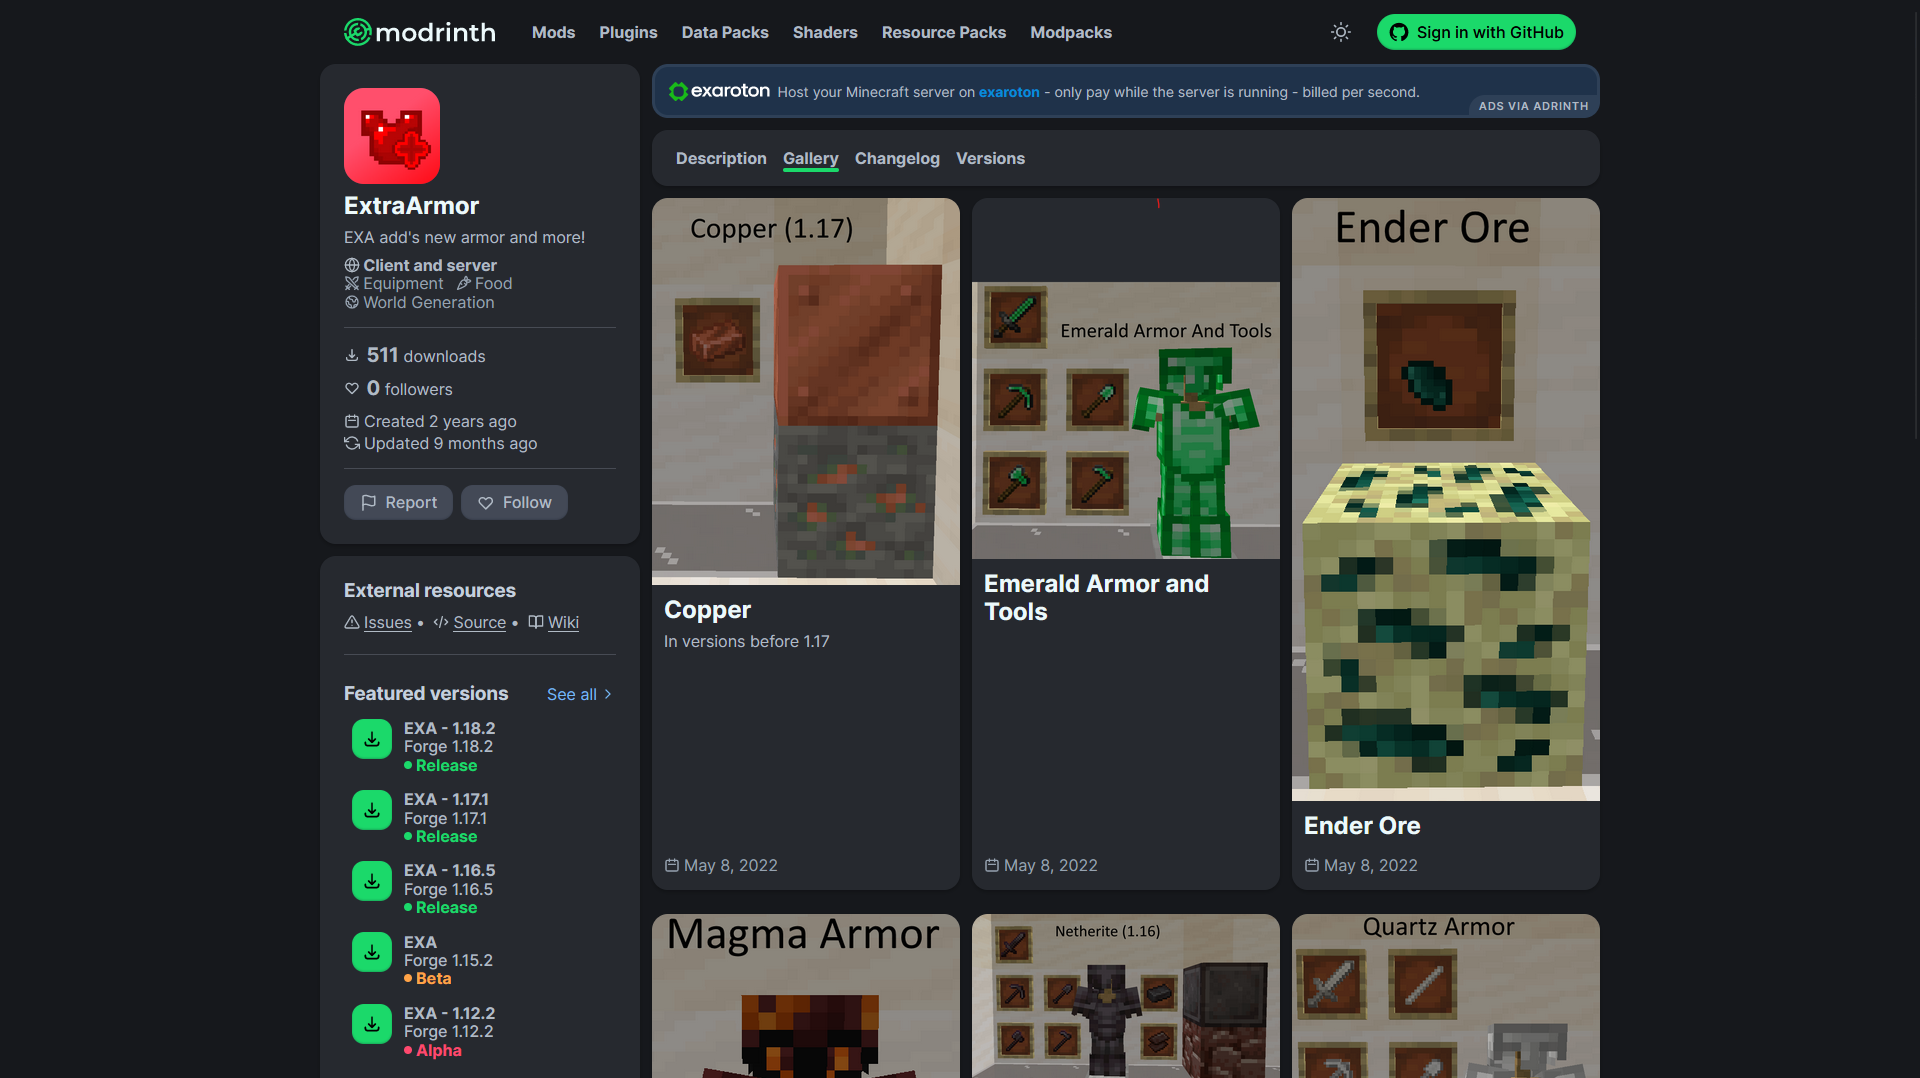 modrinth
Mods Plugins Data Packs Shaders Resource Packs Modpacks
Sign in with GitHub
ExtraArmor
EXA add's new armor and more!
Client and server
Equipment Food
World Generation
511 downloads
0 followers
Created 2 years ago
Updated 9 months ago
Report Follow
External resources
Issues • Source • Wiki
Featured versions See all
EXA - 1.18.2
Forge 1.18.2
Release
EXA - 1.17.1
Forge 1.17.1
Release
EXA - 1.16.5
Forge 1.16.5
Release
EXA
Forge 1.15.2
Beta
EXA - 1.12.2
Forge 1.12.2
Alpha
exaroton Host your Minecraft server on exaroton - only pay while the server is running - billed per second.
ADS VIA ADRINTH
Description Gallery Changelog Versions
Copper (1.17)
Copper
In versions before 1.17
May 8, 2022
Emerald Armor And Tools
Emerald Armor and
Tools
May 8, 2022
Ender Ore
Ender Ore
May 8, 2022
Magma Armor
Netherite (1.16)
Quartz Armor